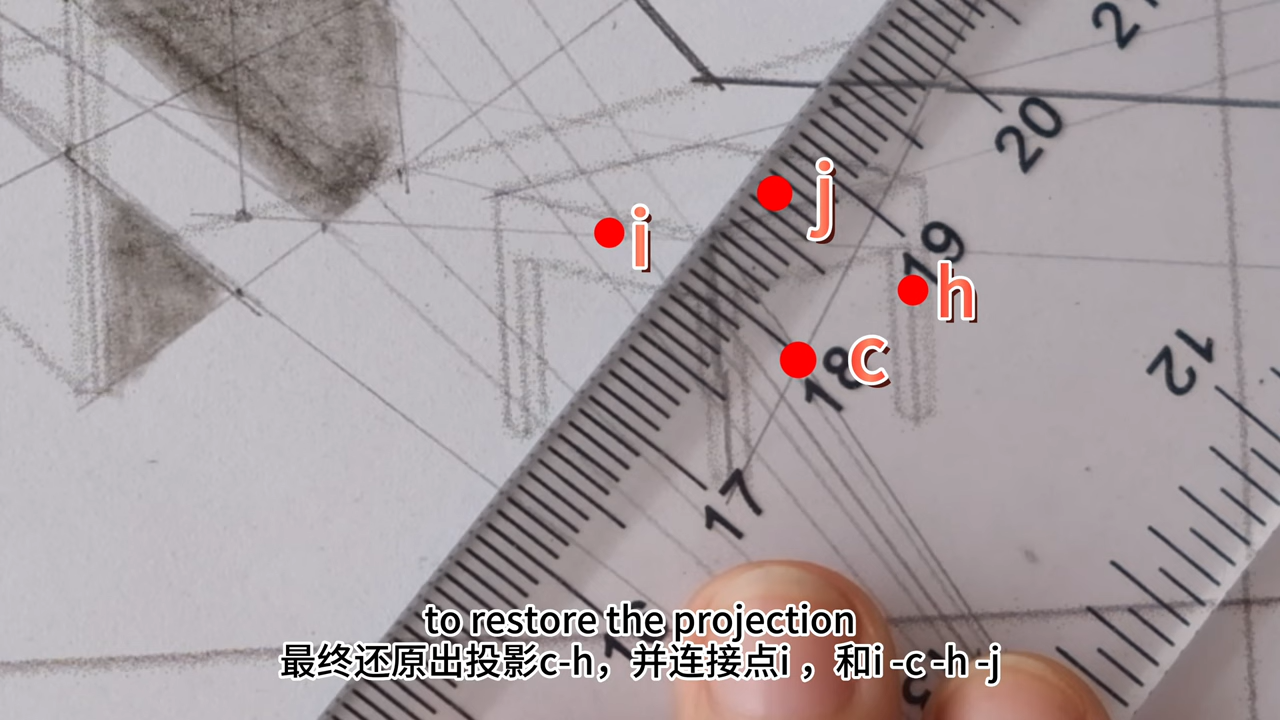 21
20
19
j
i
h
c
18
12
17
to restore the projection
最终还原出投影c-h，并连接点i ，和i -c -h -j